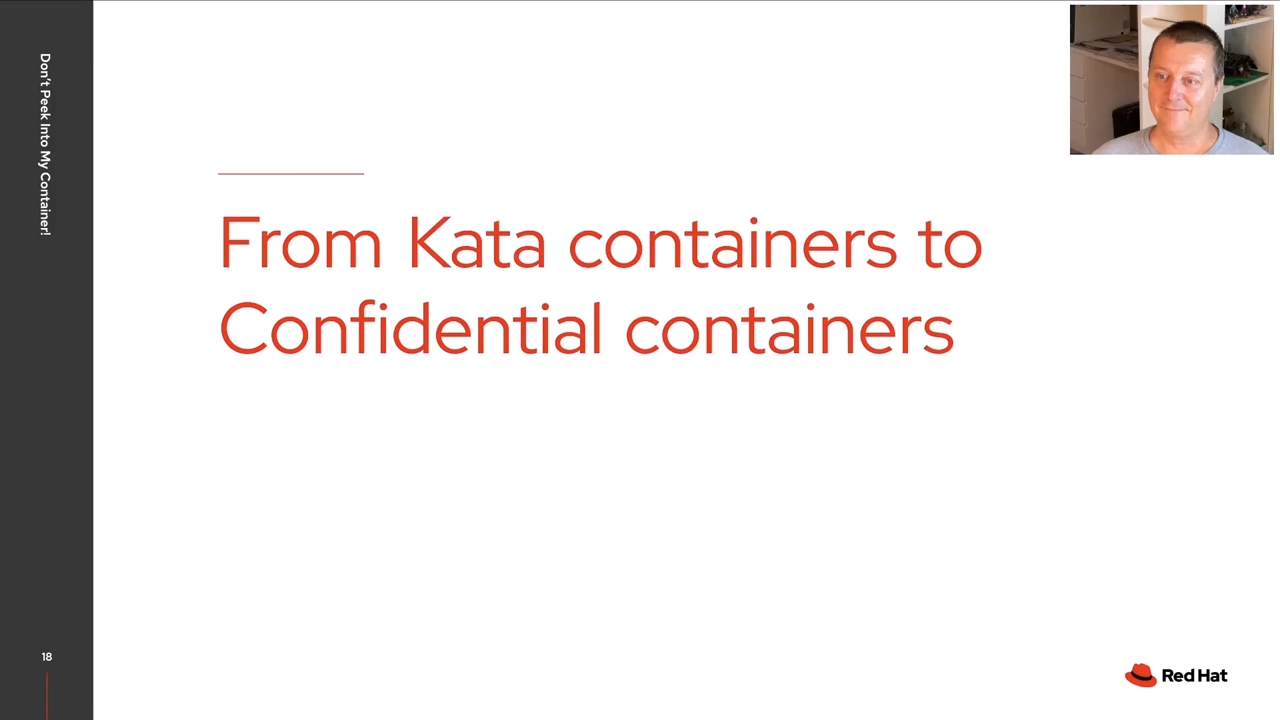 Don't Peek Into My Container!
From Kata containers to
Confidential containers
18
Red Hat